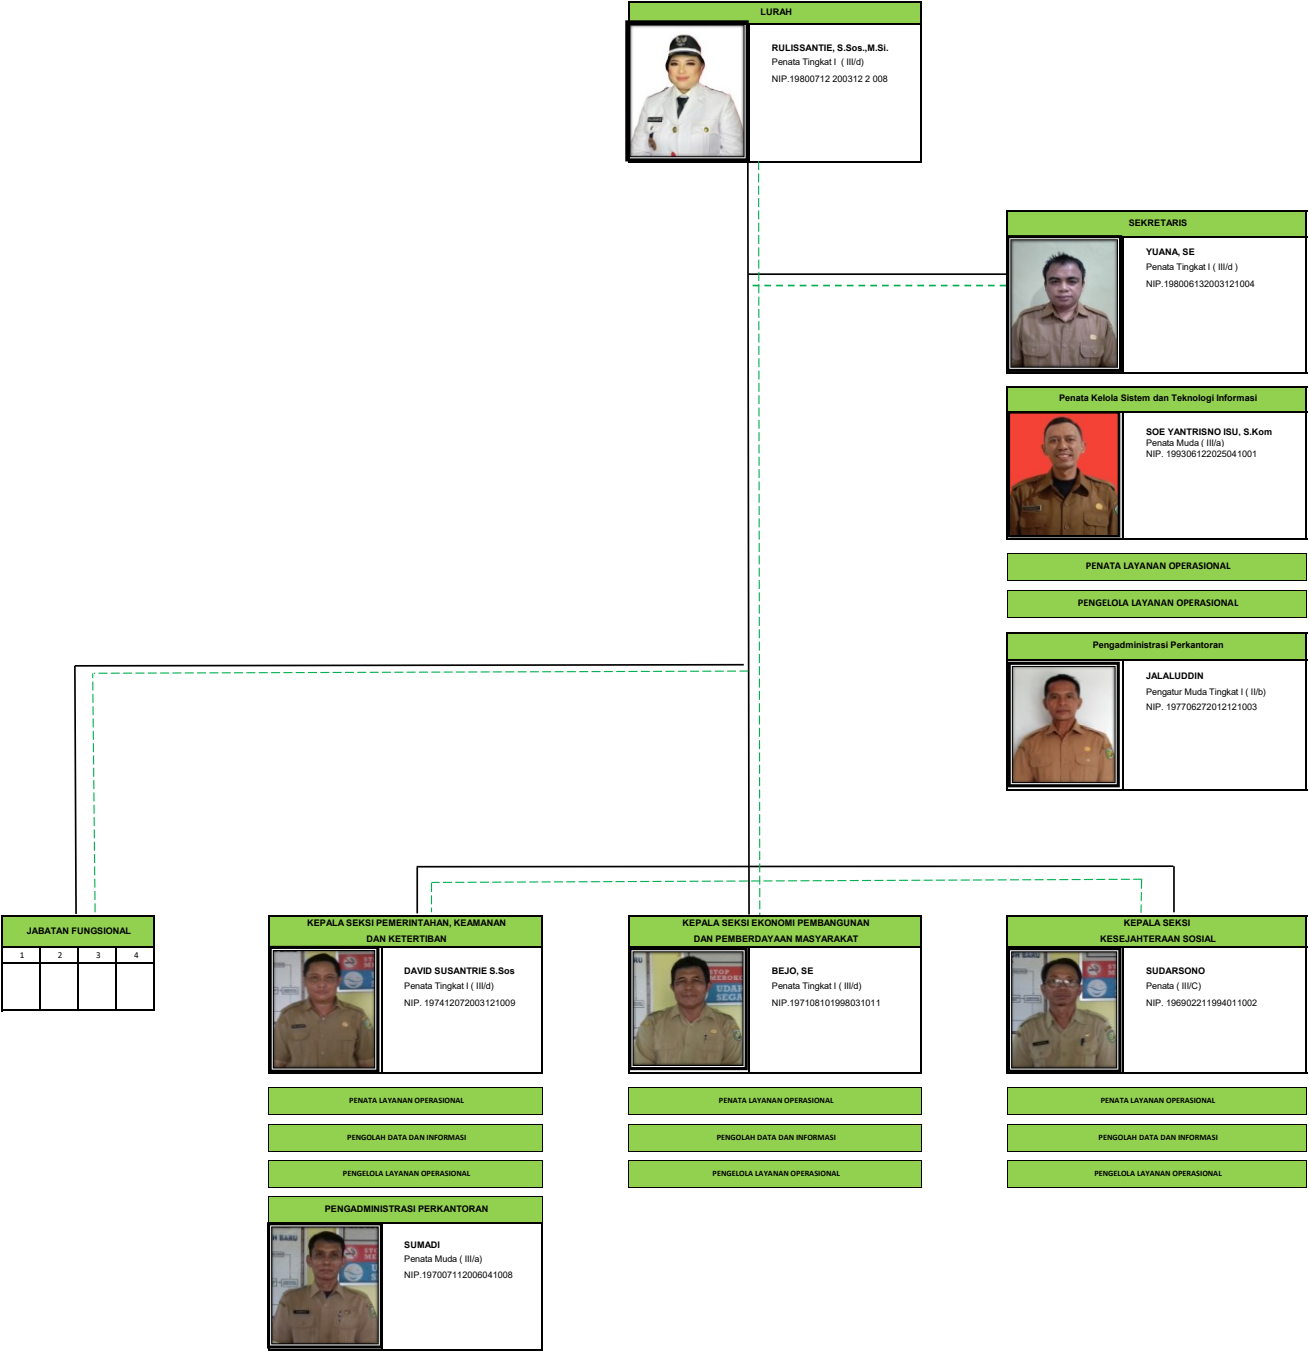 LURAH
RULISSANTIE, S.Sos.,M.Si.
Penata Tingkat I ( III/d)
NIP.19800712 200312 2 008
SEKRETARIS
YUANA, SE
Penata Tingkat I ( III/d )
NIP.198006132003121004
Penata Kelola Sistem dan Teknologi Informasi
SOE YANTRISNO ISU, S.Kom
Penata Muda ( III/a)
NIP. 199306122025041001
PENATA LAYANAN OPERASIONAL
PENGELOLA LAYANAN OPERASIONAL
Pengadministrasi Perkantoran
JALALUDDIN
Pengatur Muda Tingkat I ( II/b)
NIP. 197706272012121003
JABATAN FUNGSIONAL
1 2 3 4
KEPALA SEKSI PEMERINTAHAN, KEAMANAN
DAN KETERTIBAN
DAVID SUSANTRIE S.Sos
Penata Tingkat I ( III/d)
NIP. 197412072003121009
PENATA LAYANAN OPERASIONAL
PENGOLAH DATA DAN INFORMASI
PENGELOLA LAYANAN OPERASIONAL
PENGADMINISTRASI PERKANTORAN
SUMADI
Penata Muda ( III/a)
NIP.197007112006041008
KEPALA SEKSI EKONOMI PEMBANGUNAN
DAN PEMBERDAYAAN MASYARAKAT
BEJO, SE
Penata Tingkat I ( III/d)
NIP.197108101998031011
PENATA LAYANAN OPERASIONAL
PENGOLAH DATA DAN INFORMASI
PENGELOLA LAYANAN OPERASIONAL
KEPALA SEKSI
KESEJAHTERAAN SOSIAL
SUDARSONO
Penata ( III/C)
NIP. 196902211994011002
PENATA LAYANAN OPERASIONAL
PENGOLAH DATA DAN INFORMASI
PENGELOLA LAYANAN OPERASIONAL